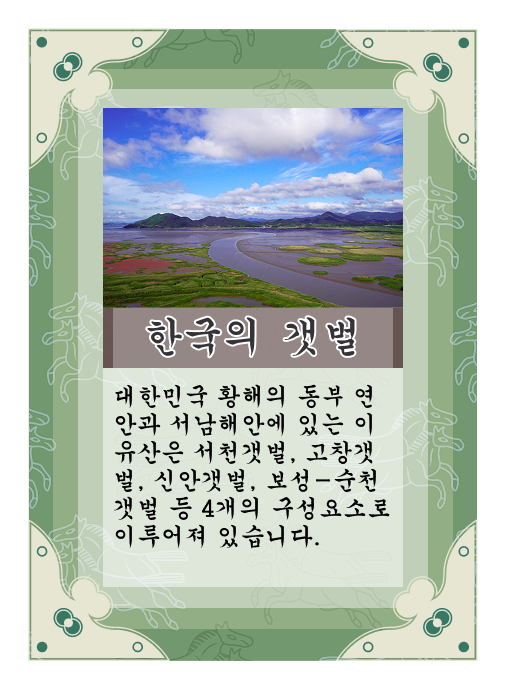 한국의 갯벌
대한민국 황해의 동부 연
안과 서남해안에 있는 이
유산은 서천갯벌, 고창갯
벌, 신안갯벌, 보성-순천
갯벌 등 4개의 구성요소로
이루어져 있습니다.